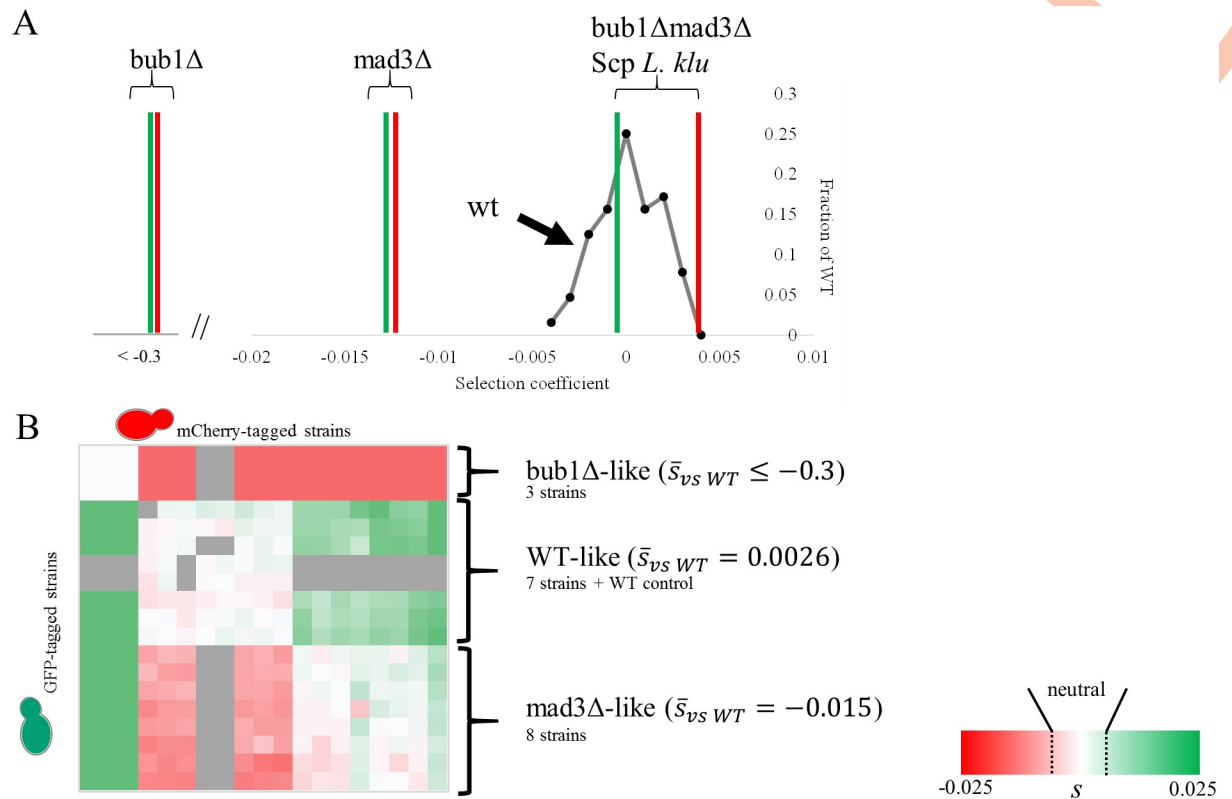 A
bub1Δ
mad3Δ
bub1Δmad3Δ
Scp L. klu
wt
0.3
0.25
0.2
0.15
0.1
0.05
0
Fraction of WT
//
< -0.3
-0.02
-0.015
-0.01
-0.005
0
0.005
0.01
Selection coefficient
B
mCherry-tagged strains
GFP-tagged strains
bub1Δ-like (s̄vs WT ≤ −0.3)
3 strains
WT-like (s̄vs WT = 0.0026)
7 strains + WT control
mad3Δ-like (s̄vs WT = −0.015)
8 strains
neutral
-0.025
s
0.025